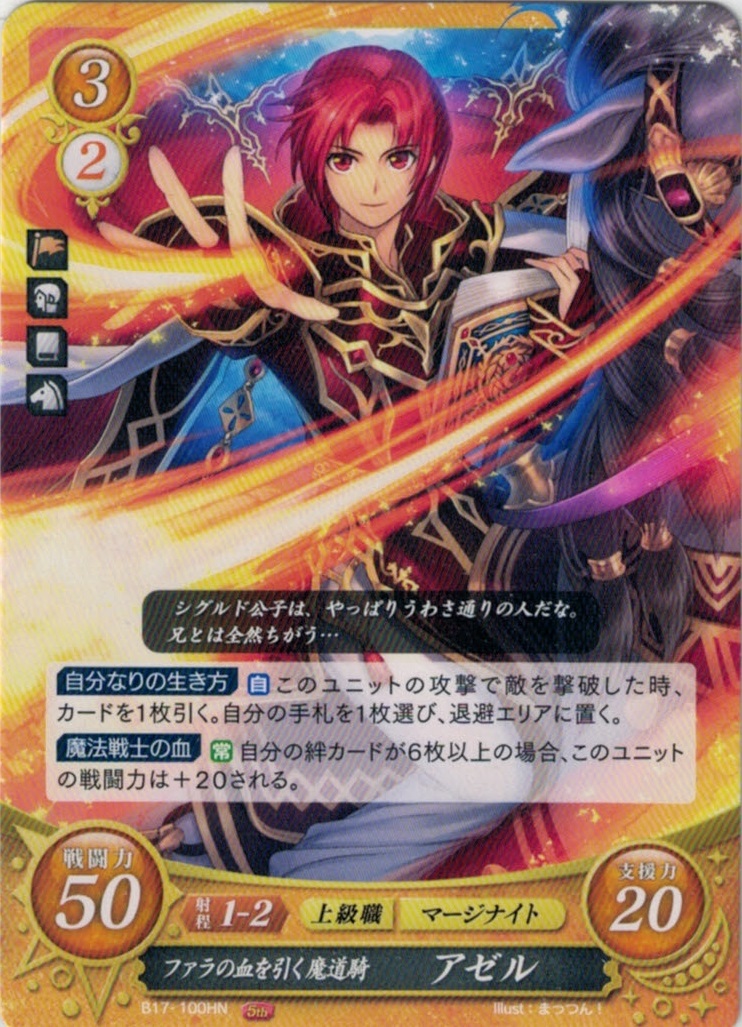 3
2
シグルド公子は、やっぱりうわさ通りの人だな。
兄とは全然ちがう…
自分なりの生き方 自 このユニットの攻撃で敵を撃破した時、
カードを1枚引く。自分の手札を1枚選び、退避エリアに置く。
魔法戦士の血 常 自分の絆カードが6枚以上の場合、このユニット
の戦闘力は＋20される。
戦闘力
50
射程 1-2 上級職 マージナイト
支援力
20
ファラの血を引く魔道騎 アゼル
B17-100HN 5th Illust：まっつん！